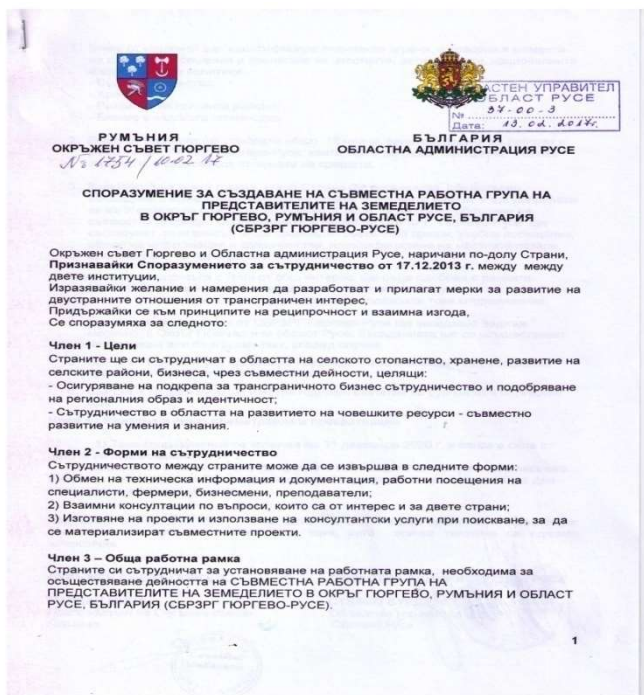 ОБЛАСТЕН УПРАВИТЕЛ
ОБЛАСТ РУСЕ
№ 37-00-3
Дата: 13.02.2017г.
РУМЪНИЯ
ОКРЪЖЕН СЪВЕТ ГЮРГЕВО
№ 1754 / 10.02.17
БЪЛГАРИЯ
ОБЛАСТНА АДМИНИСТРАЦИЯ РУСЕ
СПОРАЗУМЕНИЕ ЗА СЪЗДАВАНЕ НА СЪВМЕСТНА РАБОТНА ГРУПА НА
ПРЕДСТАВИТЕЛИТЕ НА ЗЕМЕДЕЛИЕТО
В ОКРЪГ ГЮРГЕВО, РУМЪНИЯ И ОБЛАСТ РУСЕ, БЪЛГАРИЯ
(СБРЗРГ ГЮРГЕВО-РУСЕ)
Окръжен съвет Гюргево и Областна администрация Русе, наричани по-долу Страни,
Признавайки Споразумението за сътрудничество от 17.12.2013 г. между между
двете институции,
Изразявайки желание и намерения да разработват и прилагат мерки за развитие на
двустранните отношения от трансграничен интерес,
Придържайки се към принципите на реципрочност и взаимна изгода,
Се споразумяха за следното:
Член 1 - Цели
Страните ще си сътрудничат в областта на селското стопанство, хранене, развитие на
селските райони, бизнеса, чрез съвместни дейности, целящи:
- Осигуряване на подкрепа за трансграничното бизнес сътрудничество и подобряване
на регионалния образ и идентичност;
- Сътрудничество в областта на развитието на човешките ресурси - съвместно
развитие на умения и знания.
Член 2 - Форми на сътрудничество
Сътрудничеството между страните може да се извършва в следните форми:
1) Обмен на техническа информация и документация, работни посещения на
специалисти, фермери, бизнесмени, преподаватели;
2) Взаимни консултации по въпроси, които са от интерес и за двете страни;
3) Изготвяне на проекти и използване на консултантски услуги при поискване, за да
се материализират съвместните проекти.
Член 3 – Обща работна рамка
Страните си сътрудничат за установяване на работната рамка, необходима за
осъществяване дейността на СЪВМЕСТНА РАБОТНА ГРУПА НА
ПРЕДСТАВИТЕЛИТЕ НА ЗЕМЕДЕЛИЕТО В ОКРЪГ ГЮРГЕВО, РУМЪНИЯ И ОБЛАСТ
РУСЕ, БЪЛГАРИЯ (СБРЗРГ ГЮРГЕВО-РУСЕ).
1